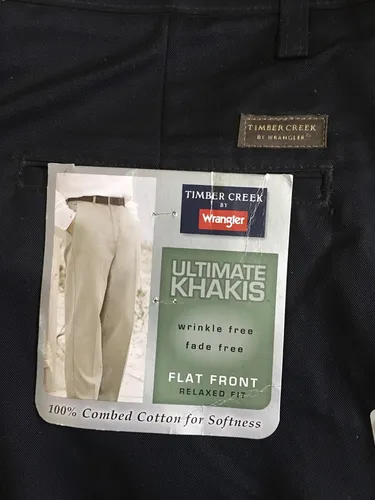 TIMBER CREEK
BY WRANGLER
TIMBER CREEK
BY
Wrangler
ULTIMATE
KHAKIS
wrinkle free
fade free
FLAT FRONT
RELAXED FIT
100% Combed Cotton for Softness